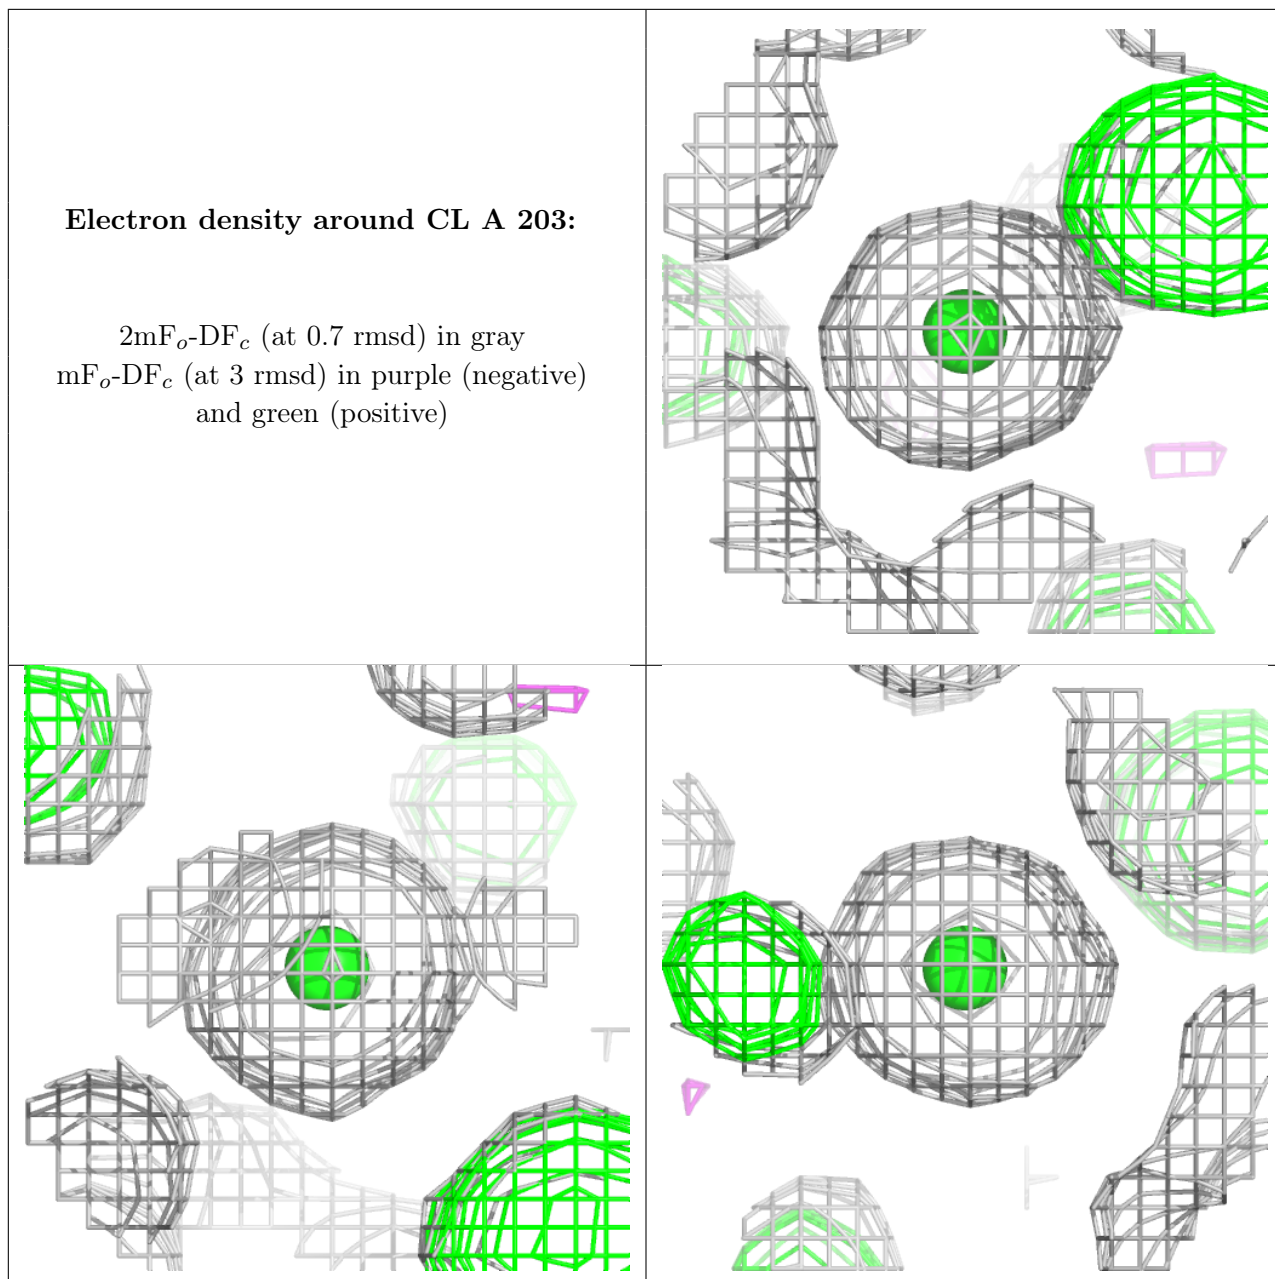 Electron density around CL A 203:
2mFo-DFc (at 0.7 rmsd) in gray
mFo-DFc (at 3 rmsd) in purple (negative)
and green (positive)